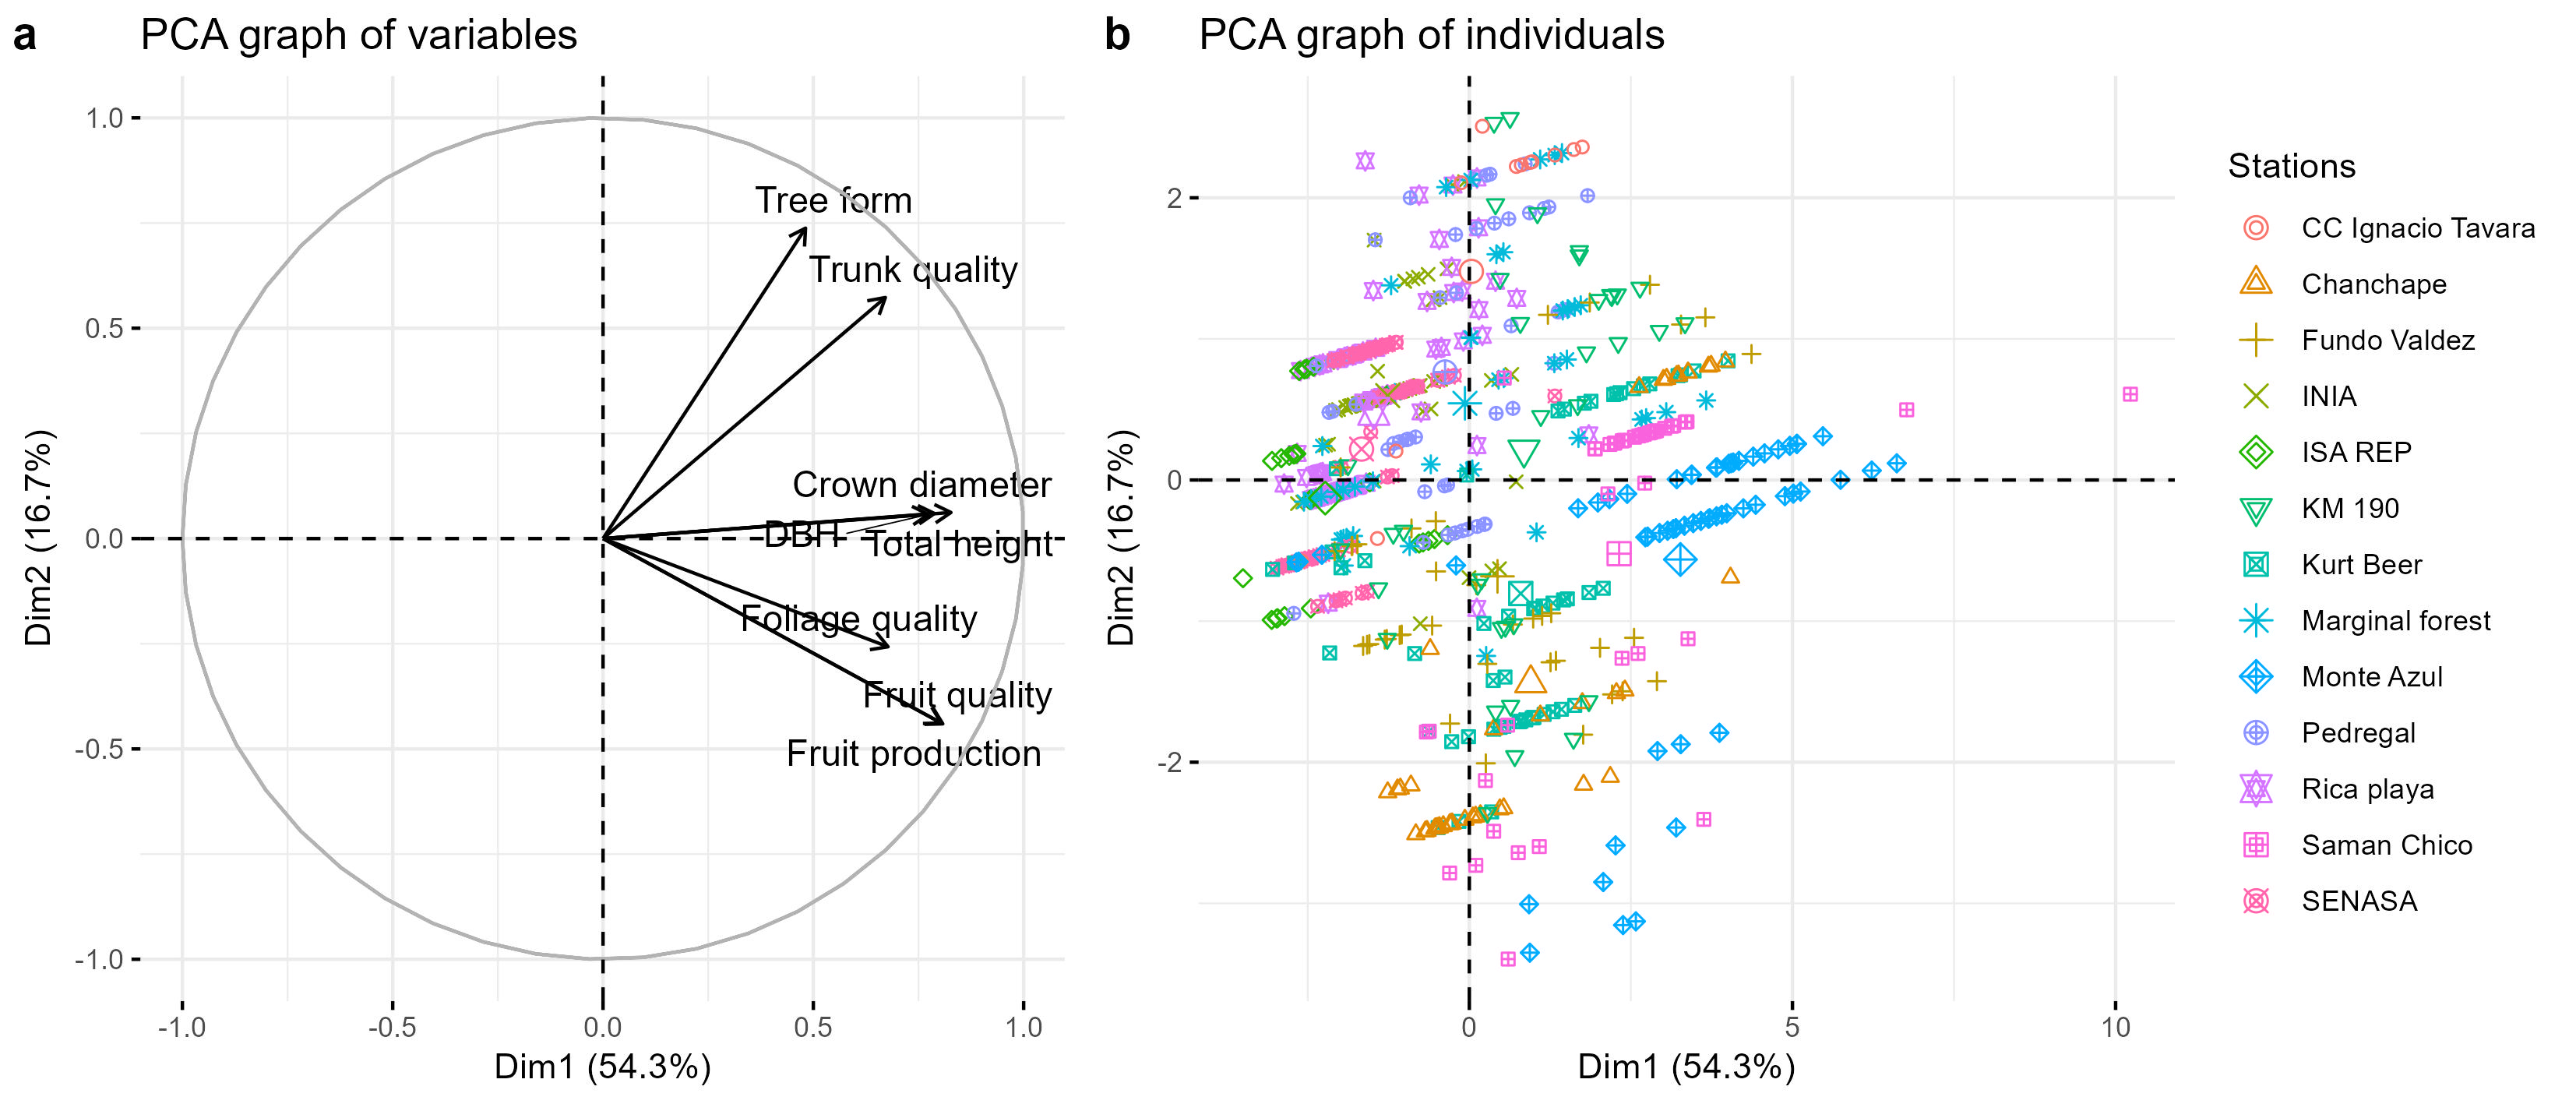 a
PCA graph of variables
1.0
0.5
0.0
-0.5
-1.0
Dim2 (16.7%)
Tree form
Trunk quality
Crown diameter
DBH
Total height
Foliage quality
Fruit quality
Fruit production
-1.0
-0.5
0.0
0.5
1.0
Dim1 (54.3%)
b
PCA graph of individuals
2
0
-2
Dim2 (16.7%)
0
5
10
Dim1 (54.3%)
Stations
CC Ignacio Tavara
Chanchape
Fundo Valdez
INIA
ISA REP
KM 190
Kurt Beer
Marginal forest
Monte Azul
Pedregal
Rica playa
Saman Chico
SENASA